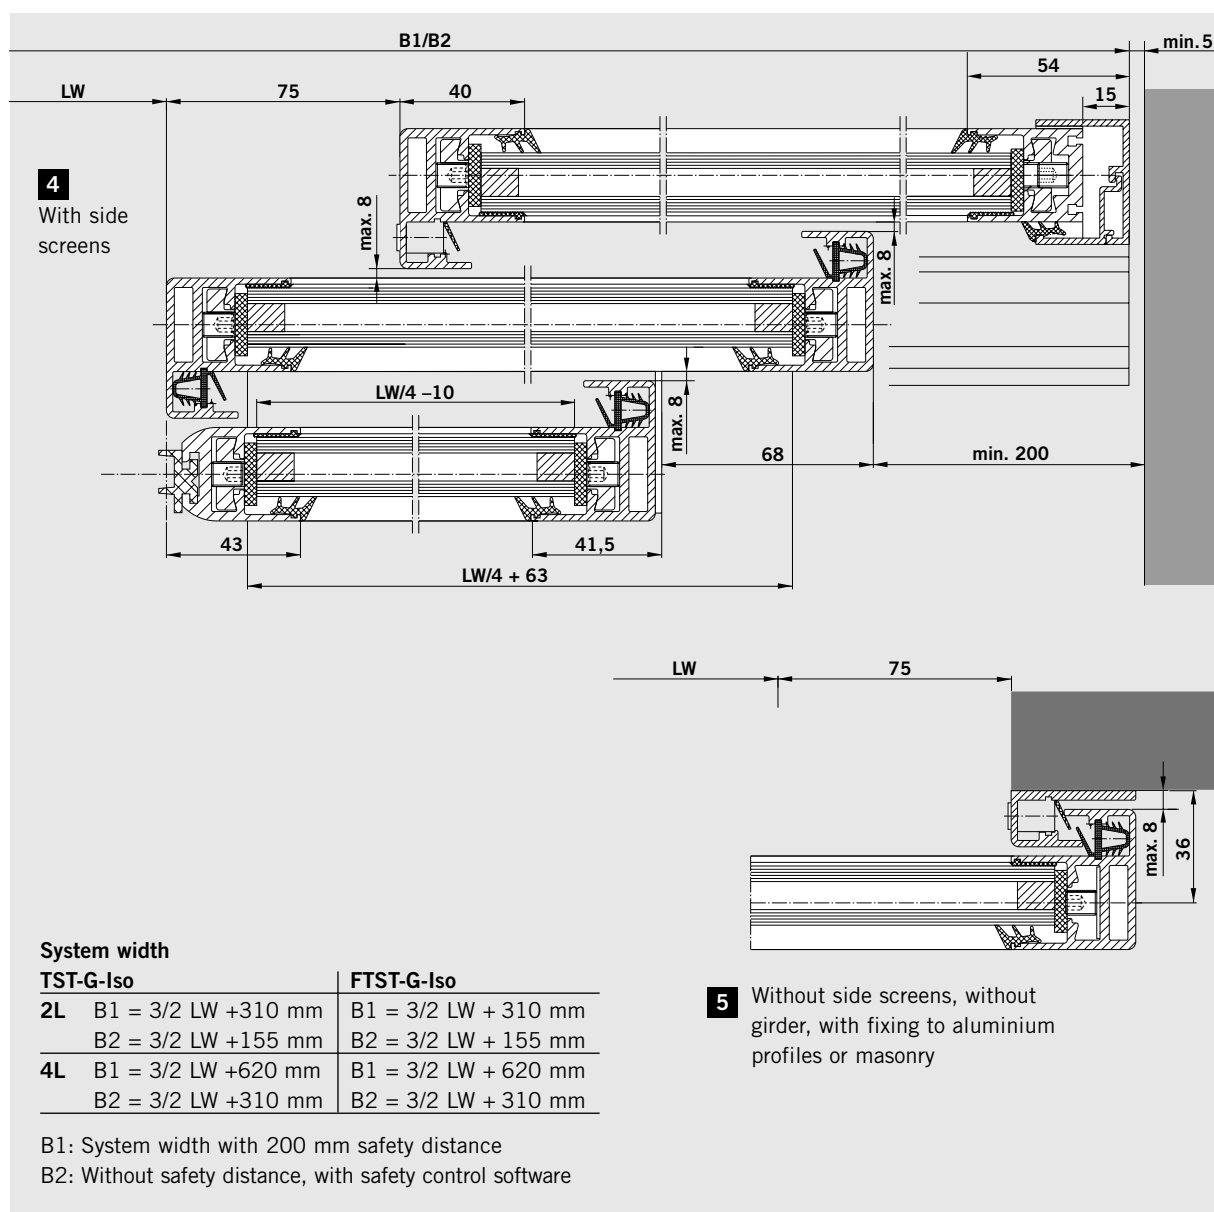 B1/B2
min. 5
54
LW 75 40 15
4
With side
screens
max. 8
max. 8
LW/4 –10
max. 8
68
min. 200
43
41,5
LW/4 + 63
LW 75
max. 8
36
System width
TST-G-Iso FTST-G-Iso
2L B1 = 3/2 LW +310 mm B1 = 3/2 LW + 310 mm
B2 = 3/2 LW +155 mm B2 = 3/2 LW + 155 mm
4L B1 = 3/2 LW +620 mm B1 = 3/2 LW + 620 mm
B2 = 3/2 LW +310 mm B2 = 3/2 LW + 310 mm
B1: System width with 200 mm safety distance
B2: Without safety distance, with safety control software
5
Without side screens, without
girder, with fixing to aluminium
profiles or masonry